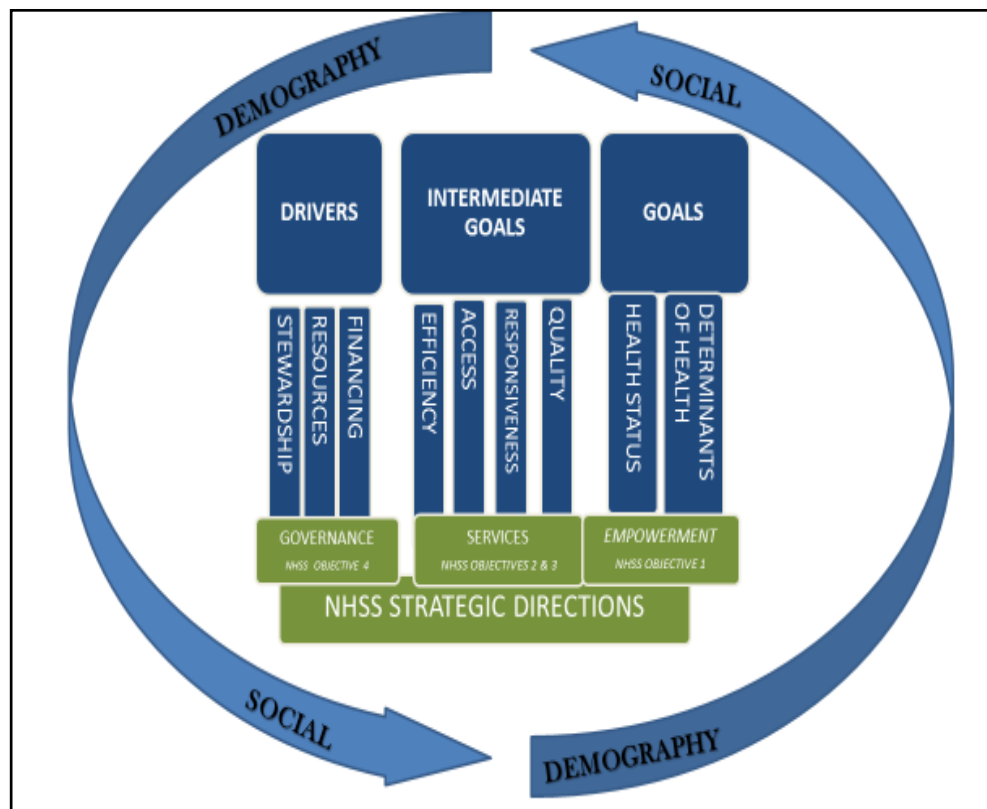 DEMOGRAPHY
SOCIAL
DRIVERS
INTERMEDIATE
GOALS
GOALS
STEWARDSHIP
RESOURCES
FINANCING
EFFICIENCY
ACCESS
RESPONSIVENESS
QUALITY
HEALTH STATUS
DETERMINANTS
OF HEALTH
GOVERNANCE
NHSS OBJECTIVE 4
SERVICES
NHSS OBJECTIVES 2 & 3
EMPOWERMENT
NHSS OBJECTIVE 1
NHSS STRATEGIC DIRECTIONS
SOCIAL
DEMOGRAPHY